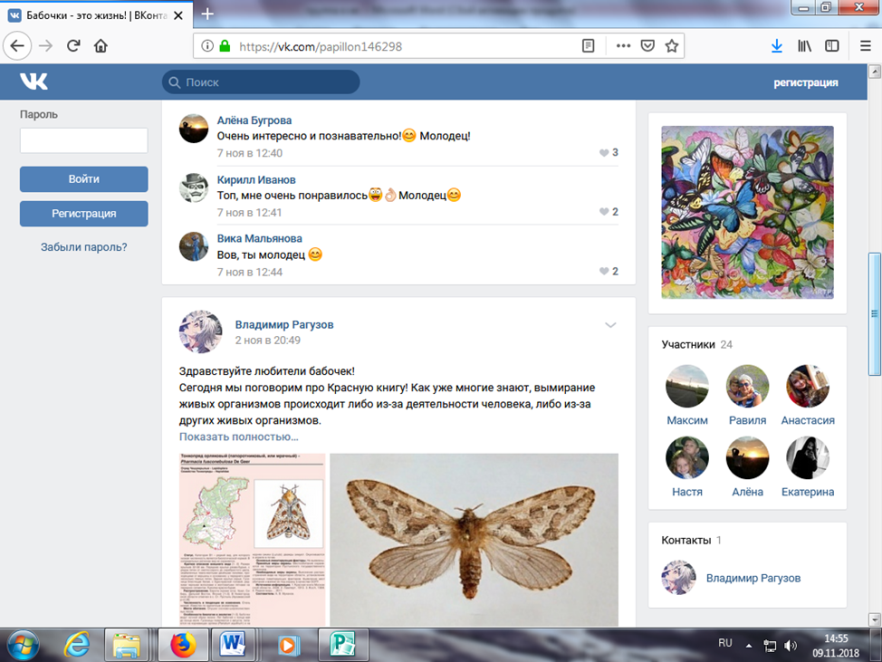 Бабочки - это жизнь! | ВКонта
https://vk.com/papillon146298
Поиск
регистрация
Пароль
Войти
Регистрация
Забыли пароль?
Алёна Бугрова
Очень интересно и познавательно!😊 Молодец!
7 ноя в 12:40
3
Кирилл Иванов
Топ, мне очень понравилось😄👌🏻Молодец😊
7 ноя в 12:41
2
Вика Мальянова
Вов, ты молодец 😊
7 ноя в 12:44
2
Владимир Рагузов
2 ноя в 20:49
Здравствуйте любители бабочек!
Сегодня мы поговорим про Красную книгу! Как уже многие знают, вымирание
живых организмов происходит либо из-за деятельности человека, либо из-за
других живых организмов.
Показать полностью...
Тонкопряд орляковый (папоротниковый, или мрачный) -
Участники 24
Максим Равиля Анастасия
Настя Алёна Екатерина
Контакты 1
Владимир Рагузов
RU
14:55
09.11.2018